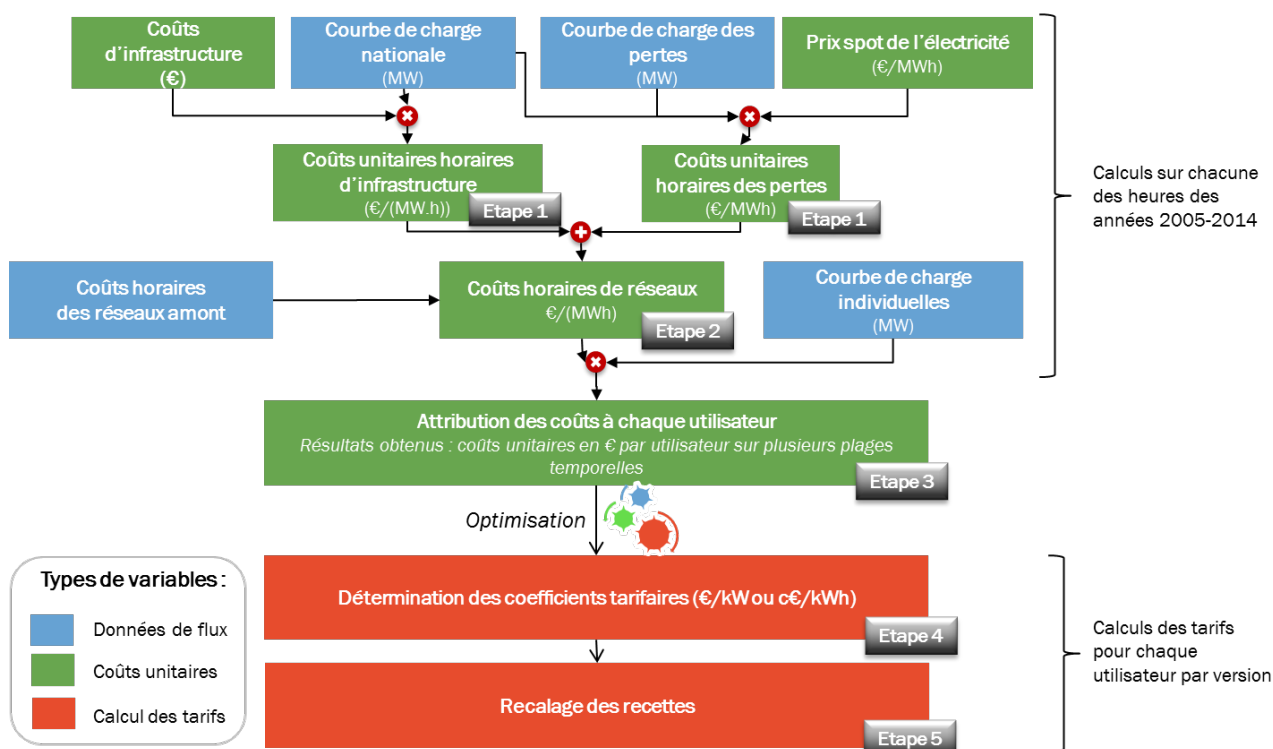 Coûts
d'infrastructure
(€)
Courbe de charge
nationale
(MW)
Courbe de charge des
pertes
(MW)
Prix spot de l'électricité
(€/MWh)
Coûts unitaires horaires
d'infrastructure
(€/(MW.h))
Etape 1
Coûts unitaires
horaires des pertes
(€/MWh)
Etape 1
Calculs sur chacune
des heures des
années 2005-2014
Coûts horaires
des réseaux amont
Coûts horaires de réseaux
€/(MWh)
Etape 2
Courbe de charge
individuelles
(MW)
Attribution des coûts à chaque utilisateur
Résultats obtenus : coûts unitaires en € par utilisateur sur plusieurs plages
temporelles
Etape 3
Optimisation
Types de variables :
Données de flux
Coûts unitaires
Calcul des tarifs
Détermination des coefficients tarifaires (€/kW ou c€/kWh)
Etape 4
Recalage des recettes
Etape 5
Calculs des tarifs
pour chaque
utilisateur par version